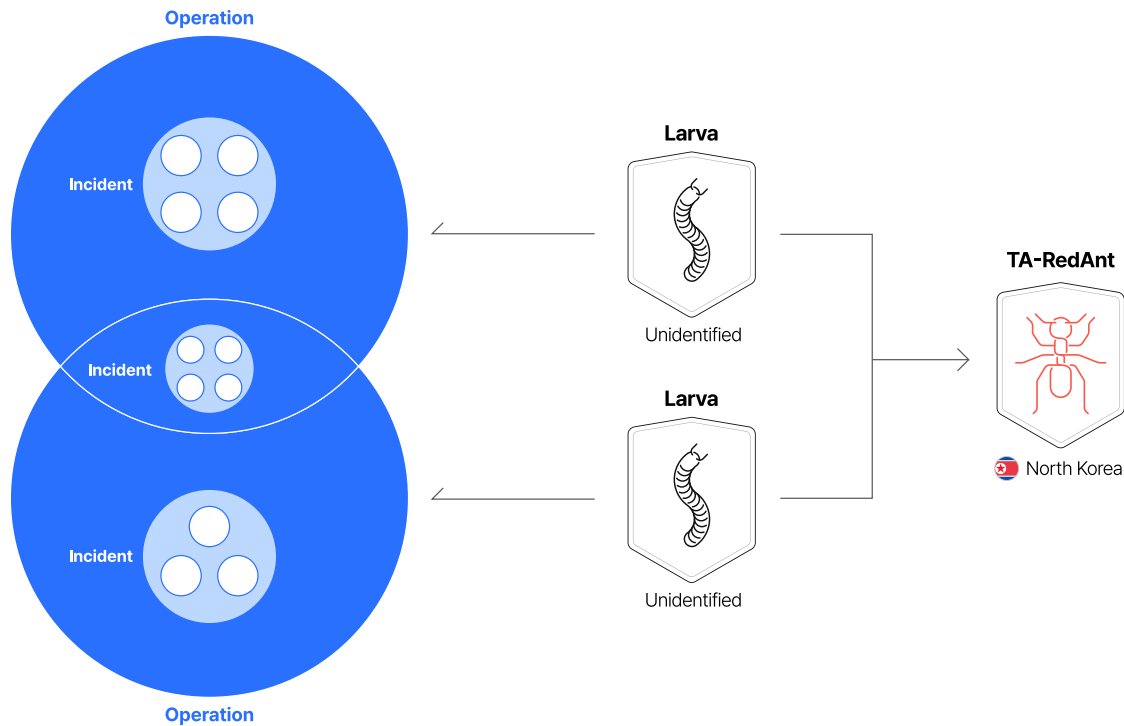 Operation
Incident
Incident
Incident
Operation
Larva
Unidentified
Larva
Unidentified
TA-RedAnt
North Korea